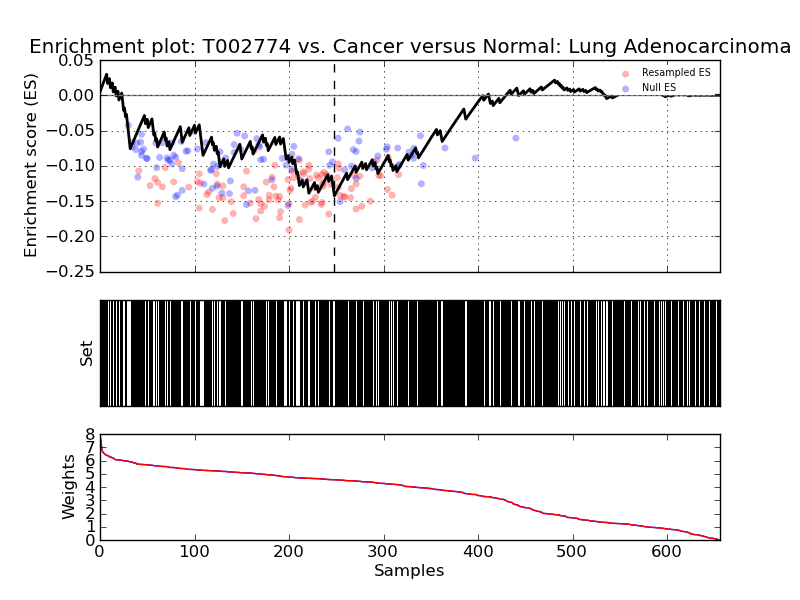 Enrichment plot: T002774 vs. Cancer versus Normal: Lung Adenocarcinoma
Enrichment score (ES)
0.05
0.00
−0.05
−0.10
−0.15
−0.20
−0.25
Resampled ES
Null ES
Set
Weights
8
7
6
5
4
3
2
1
0
0 100 200 300 400 500 600
Samples